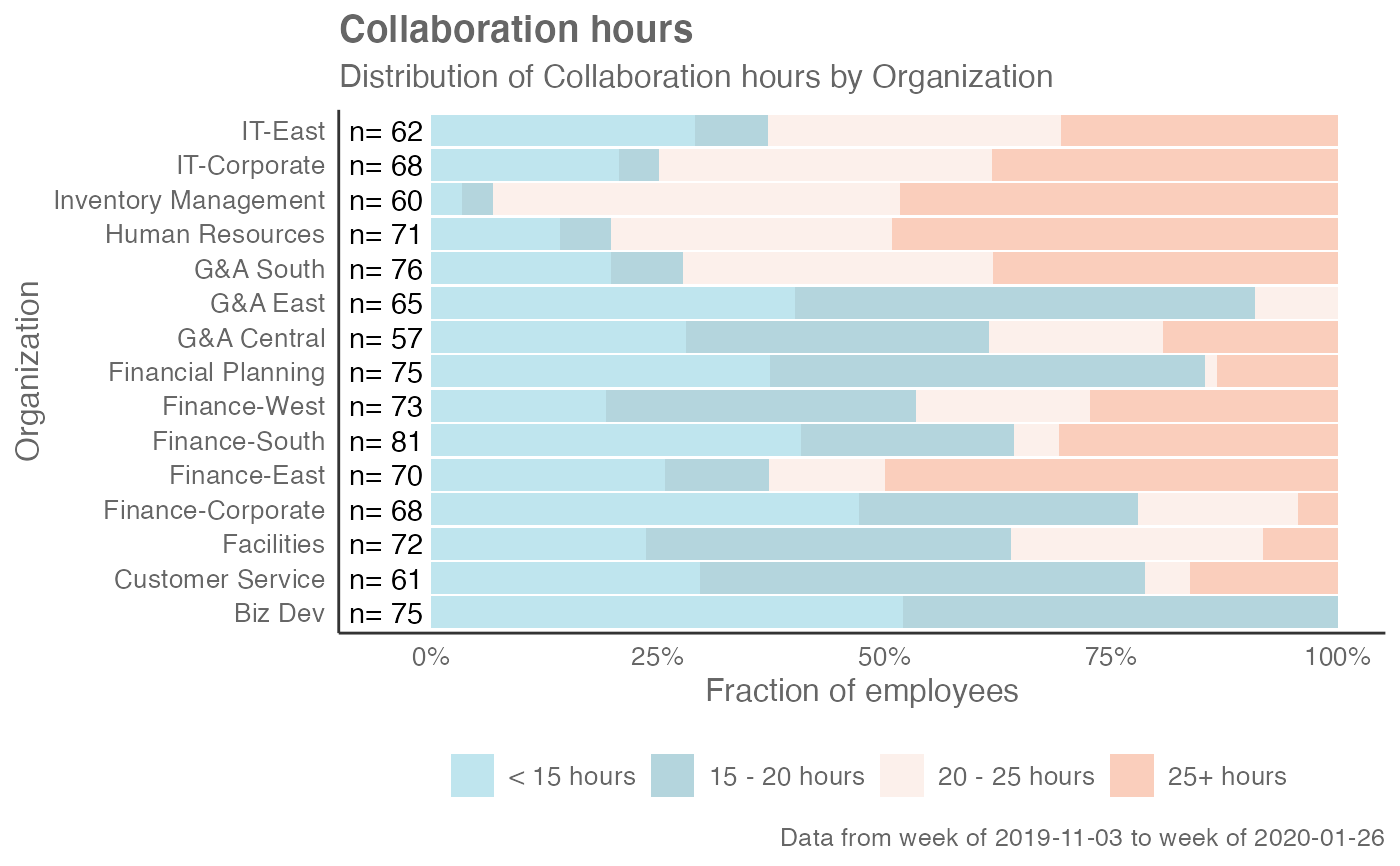 Collaboration hours
Distribution of Collaboration hours by Organization
Organization
IT-East n= 62
IT-Corporate n= 68
Inventory Management n= 60
Human Resources n= 71
G&A South n= 76
G&A East n= 65
G&A Central n= 57
Financial Planning n= 75
Finance-West n= 73
Finance-South n= 81
Finance-East n= 70
Finance-Corporate n= 68
Facilities n= 72
Customer Service n= 61
Biz Dev n= 75
0% 25% 50% 75% 100%
Fraction of employees
< 15 hours 15 - 20 hours 20 - 25 hours 25+ hours
Data from week of 2019-11-03 to week of 2020-01-26